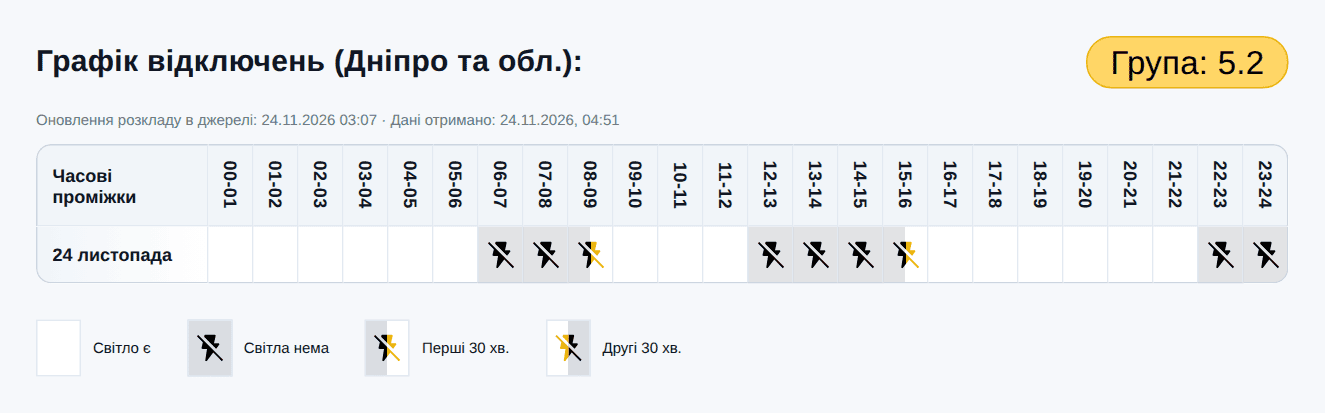 Графік відключень (Дніпро та обл.):
Група: 5.2
Оновлення розкладу в джерелі: 24.11.2026 03:07 · Дані отримано: 24.11.2026, 04:51
Часові
проміжки
00-01
01-02
02-03
03-04
04-05
05-06
06-07
07-08
08-09
09-10
10-11
11-12
12-13
13-14
14-15
15-16
16-17
17-18
18-19
19-20
20-21
21-22
22-23
23-24
24 листопада
Світло є
Світла нема
Перші 30 хв.
Другі 30 хв.